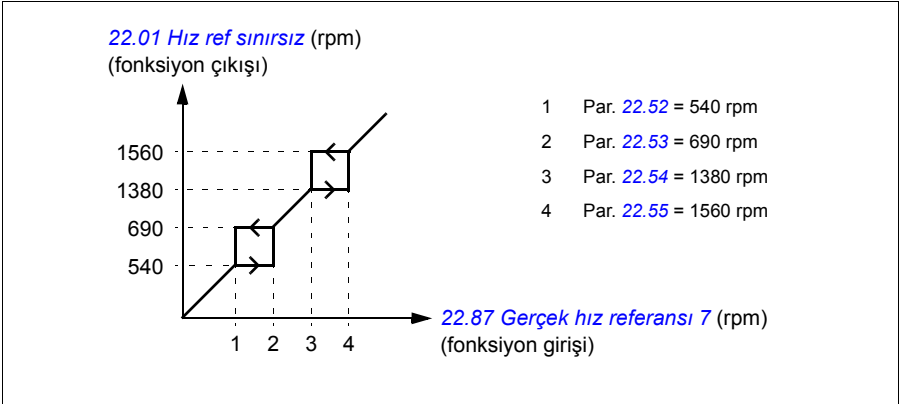 22.01 Hız ref sınırsız (rpm)
(fonksiyon çıkışı)
1 Par. 22.52 = 540 rpm
2 Par. 22.53 = 690 rpm
3 Par. 22.54 = 1380 rpm
4 Par. 22.55 = 1560 rpm
1560
1380
690
540
1 2 3 4
22.87 Gerçek hız referansı 7 (rpm)
(fonksiyon girişi)